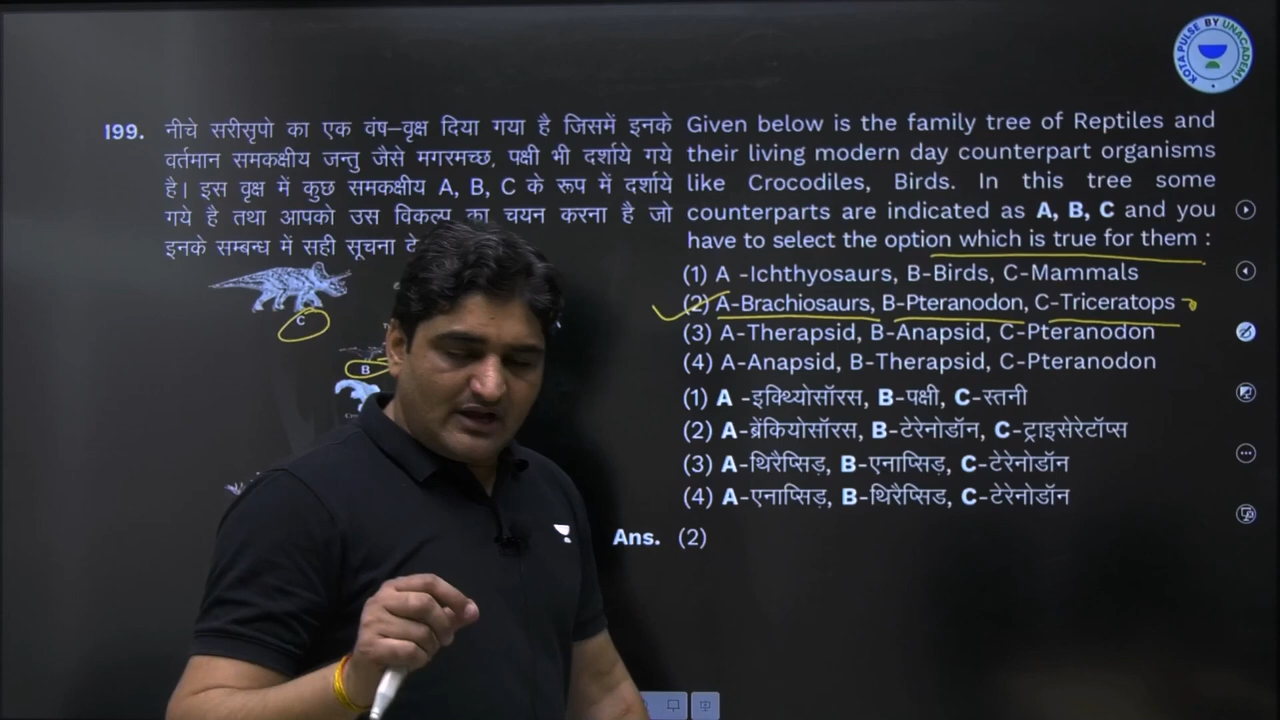 KOTA PULSE BY UNACADEMY
199.
नीचे सरीसृपो का एक वंष–वृक्ष दिया गया है जिसमें इनके
वर्तमान समकक्षीय जन्तु जैसे मगरमच्छ, पक्षी भी दर्शाये गये
है। इस वृक्ष में कुछ समकक्षीय A, B, C के रूप में दर्शाये
गये है तथा आपको उस विकल्प का चयन करना है जो
इनके सम्बन्ध में सही सूचना
C
B
Given below is the family tree of Reptiles and
their living modern day counterpart organisms
like Crocodiles, Birds. In this tree some
counterparts are indicated as A, B, C and you
have to select the option which is true for them :
(1) A -Ichthyosaurs, B-Birds, C-Mammals
(2) A-Brachiosaurs, B-Pteranodon, C-Triceratops
(3) A-Therapsid, B-Anapsid, C-Pteranodon
(4) A-Anapsid, B-Therapsid, C-Pteranodon
(1) A -इक्थियोसॉरस, B-पक्षी, C-स्तनी
(2) A-ब्रेंकियोसॉरस, B-टेरेनोडॉन, C-ट्राइसेरेटॉप्स
(3) A-थिरैप्सिड़, B-एनाप्सिड़, C-टेरेनोडॉन
(4) A-एनाप्सिड़, B-थिरैप्सिड, C-टेरेनोडॉन
Ans. (2)